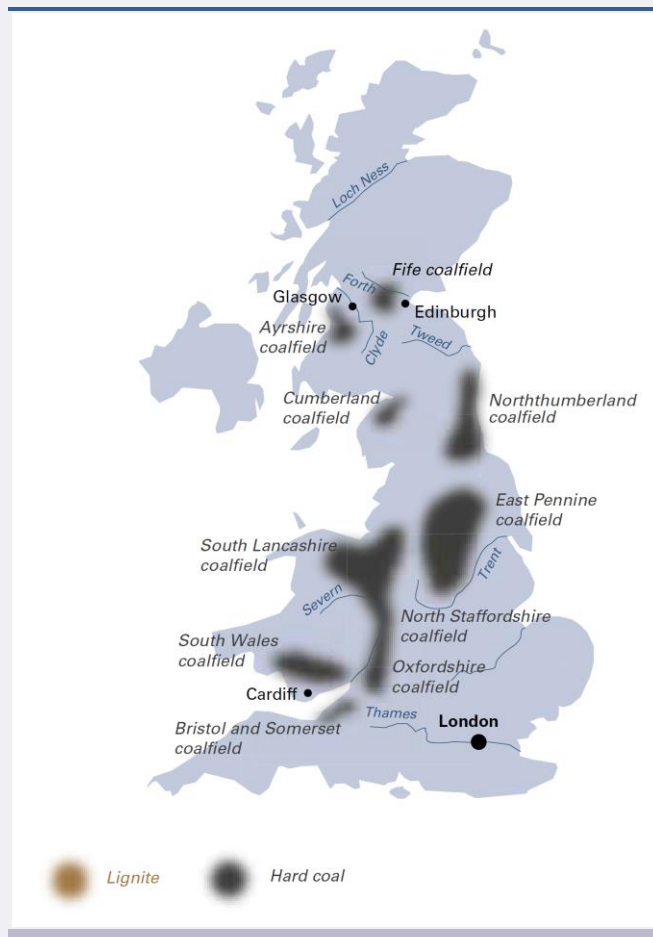 Loch Ness
Fife coalfield
Forth
Glasgow
Edinburgh
Ayrshire
coalfield
Clyde
Tweed
Cumberland
coalfield
Norththumberland
coalfield
East Pennine
coalfield
South Lancashire
coalfield
Trent
Severn
North Staffordshire
coalfield
South Wales
coalfield
Oxfordshire
coalfield
Cardiff
Thames
London
Bristol and Somerset
coalfield
Lignite
Hard coal